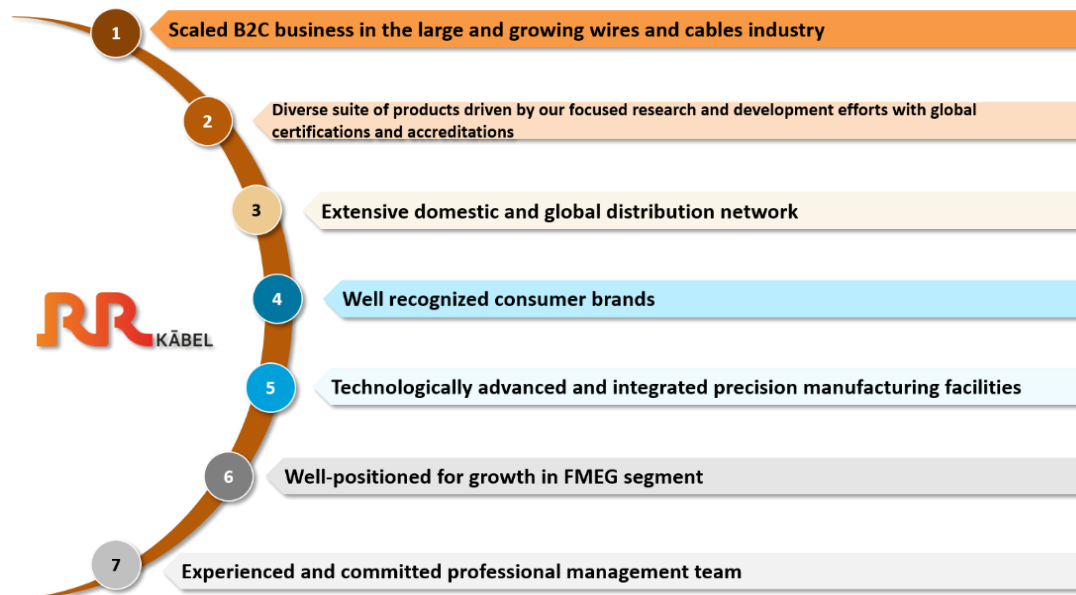 1
Scaled B2C business in the large and growing wires and cables industry
2
Diverse suite of products driven by our focused research and development efforts with global
certifications and accreditations
3
Extensive domestic and global distribution network
4
Well recognized consumer brands
RR KĀBEL
5
Technologically advanced and integrated precision manufacturing facilities
6
Well-positioned for growth in FMEG segment
7
Experienced and committed professional management team